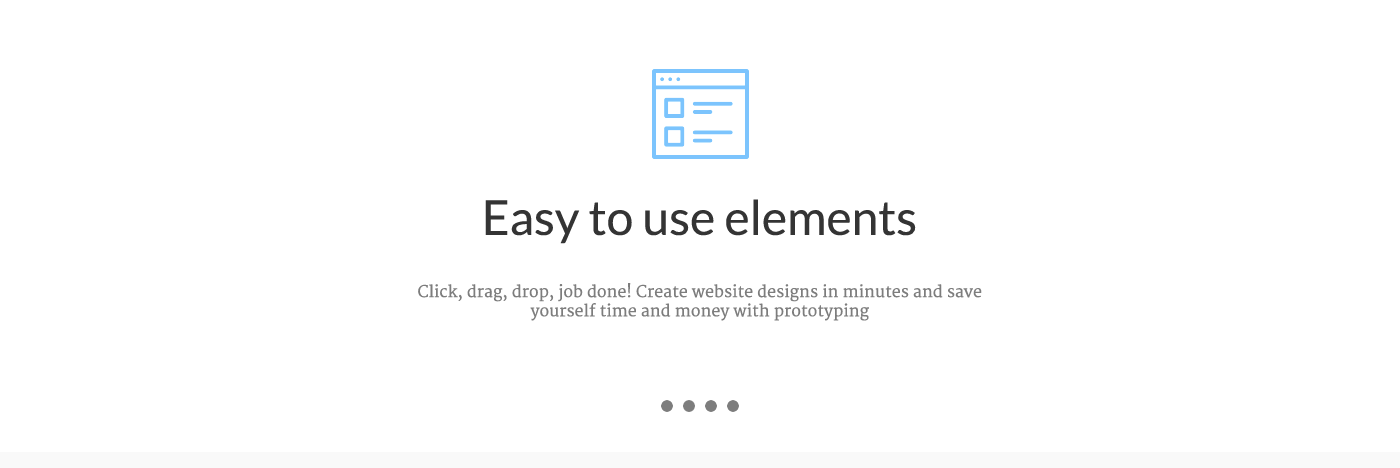 Easy to use elements
Click, drag, drop, job done! Create website designs in minutes and save
yourself time and money with prototyping